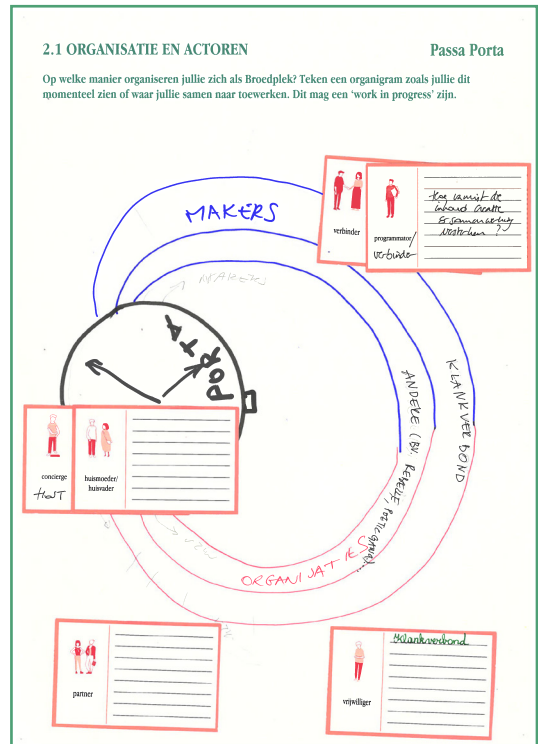 2.1 ORGANISATIE EN ACTOREN
Passa Porta
Op welke manier organiseren jullie zich als Broedplek? Teken een organigram zoals jullie dit
momenteel zien of waar jullie samen naar toewerken. Dit mag een ‘work in progress’ zijn.
MAKERS
verbinder
programmator/
verbinder
Hoe vanuit de
inhoud creatie
& samenwerking
versterken ?
MAKERS
PORTA
KLANKVERBOND
ANDERE (BV.
concierge
HOUT
huismoeder/
huisvader
ORGANISATIES
partner
Klankverbond
vrijwilliger